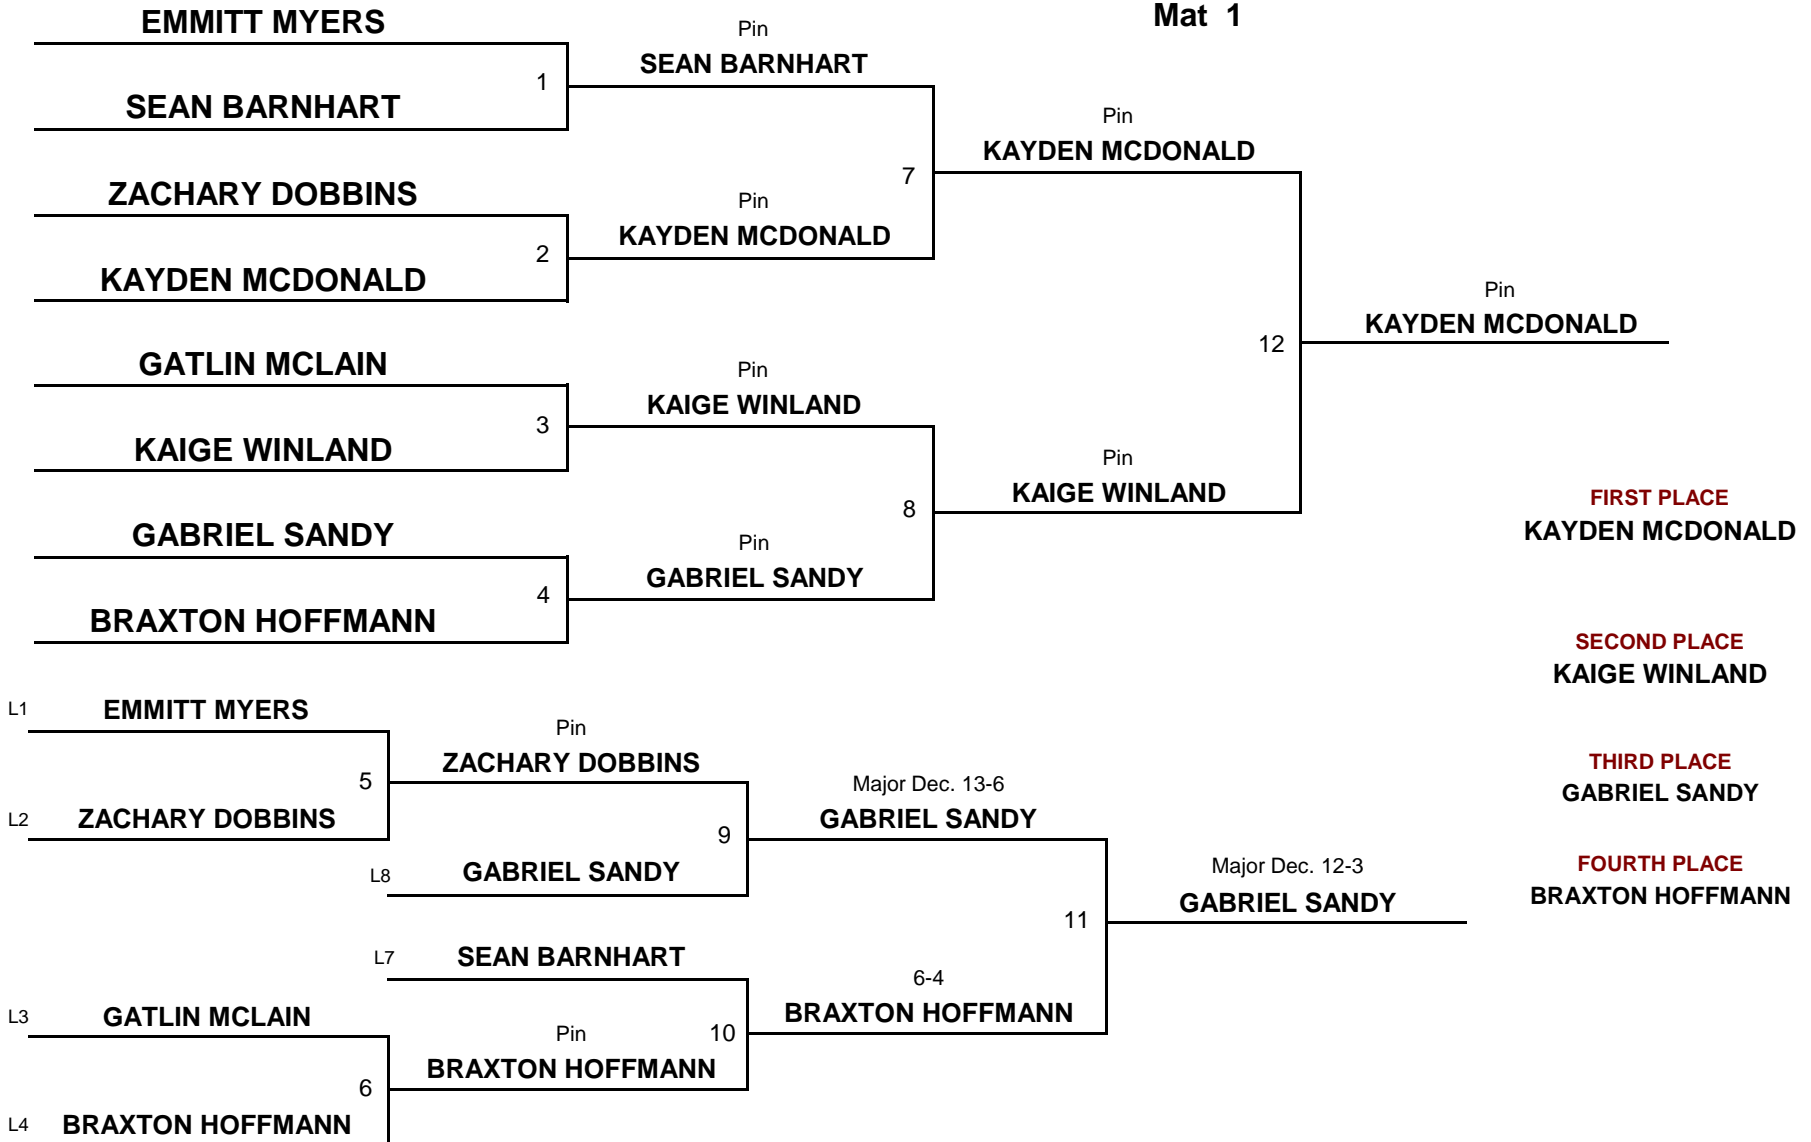 Mat 1
EMMITT MYERS
1
SEAN BARNHART
ZACHARY DOBBINS
2
KAYDEN MCDONALD
GATLIN MCLAIN
3
KAIGE WINLAND
GABRIEL SANDY
4
BRAXTON HOFFMANN
Pin
SEAN BARNHART
7
Pin
KAYDEN MCDONALD
Pin
KAIGE WINLAND
8
Pin
GABRIEL SANDY
Pin
KAYDEN MCDONALD
12
Pin
KAIGE WINLAND
Pin
KAYDEN MCDONALD
L1 EMMITT MYERS
5
L2 ZACHARY DOBBINS
Pin
ZACHARY DOBBINS
9
L8 GABRIEL SANDY
L7 SEAN BARNHART
L3 GATLIN MCLAIN
6
L4 BRAXTON HOFFMANN
Pin
10
BRAXTON HOFFMANN
Major Dec. 13-6
GABRIEL SANDY
11
6-4
BRAXTON HOFFMANN
Major Dec. 12-3
GABRIEL SANDY
FIRST PLACE
KAYDEN MCDONALD
SECOND PLACE
KAIGE WINLAND
THIRD PLACE
GABRIEL SANDY
FOURTH PLACE
BRAXTON HOFFMANN